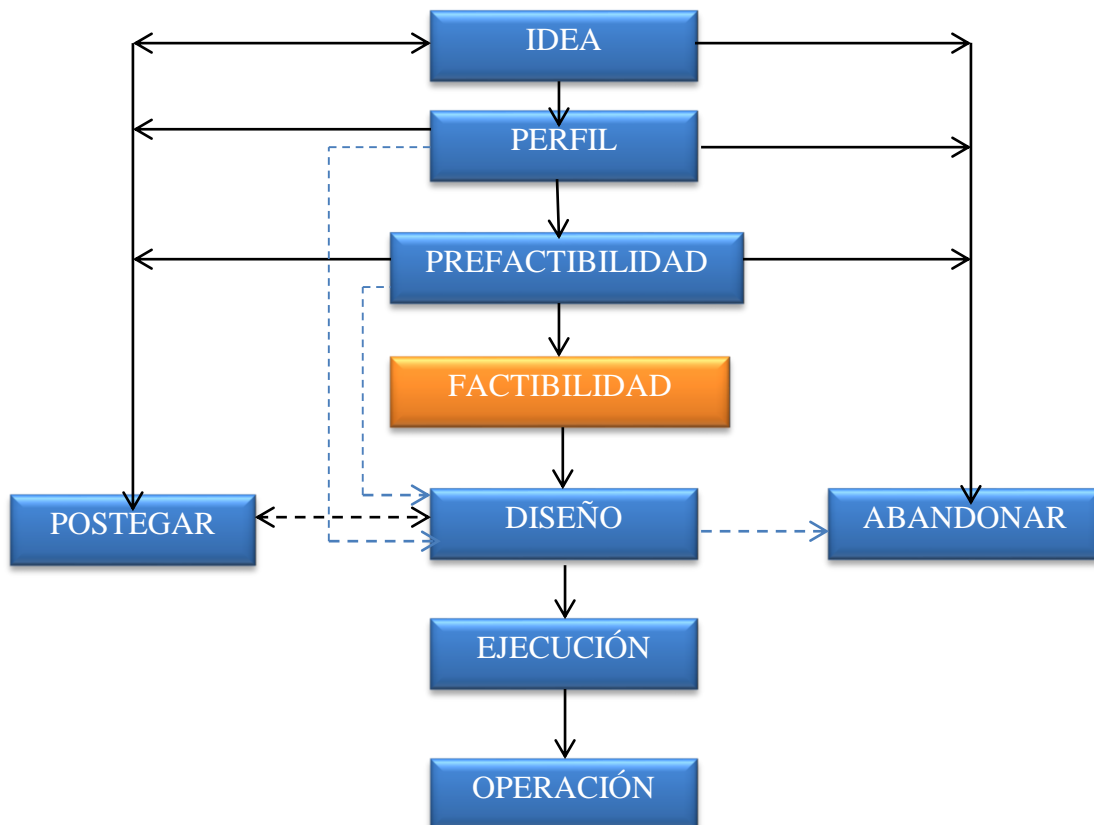 IDEA
PERFIL
PREFACTIBILIDAD
FACTIBILIDAD
POSTEGAR
DISEÑO
ABANDONAR
EJECUCIÓN
OPERACIÓN